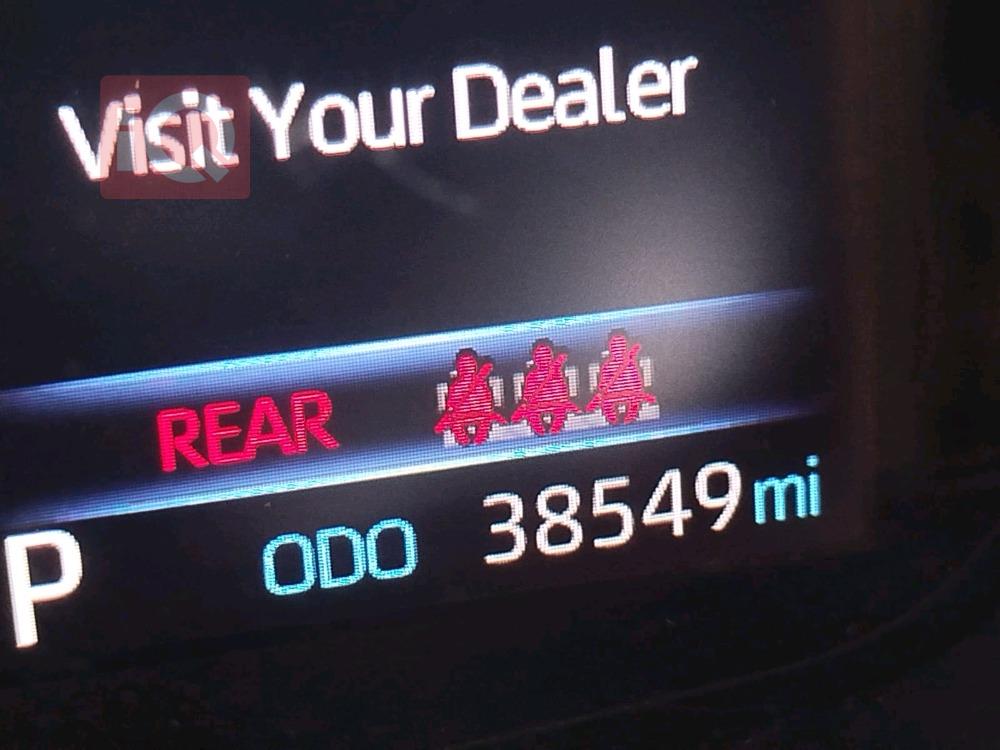 Visit Your Dealer
REAR
P ODO 38549 mi